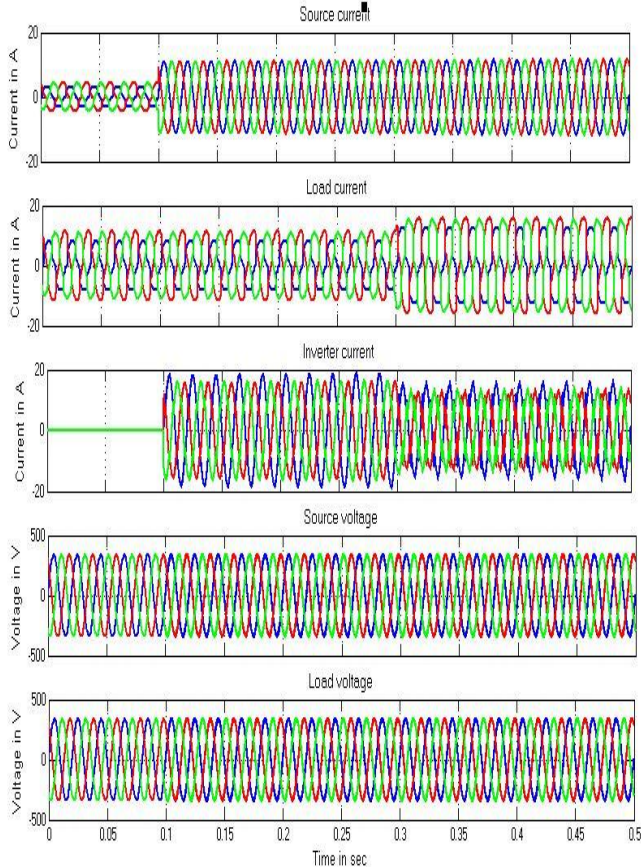 Source current
20
0
-20
Current in A
Load current
20
0
-20
Current in A
Inverter current
20
0
-20
Current in A
Source voltage
500
0
-500
Voltage in V
Load voltage
500
0
-500
Voltage in V
0 0.05 0.1 0.15 0.2 0.25 0.3 0.35 0.4 0.45 0.5
Time in sec